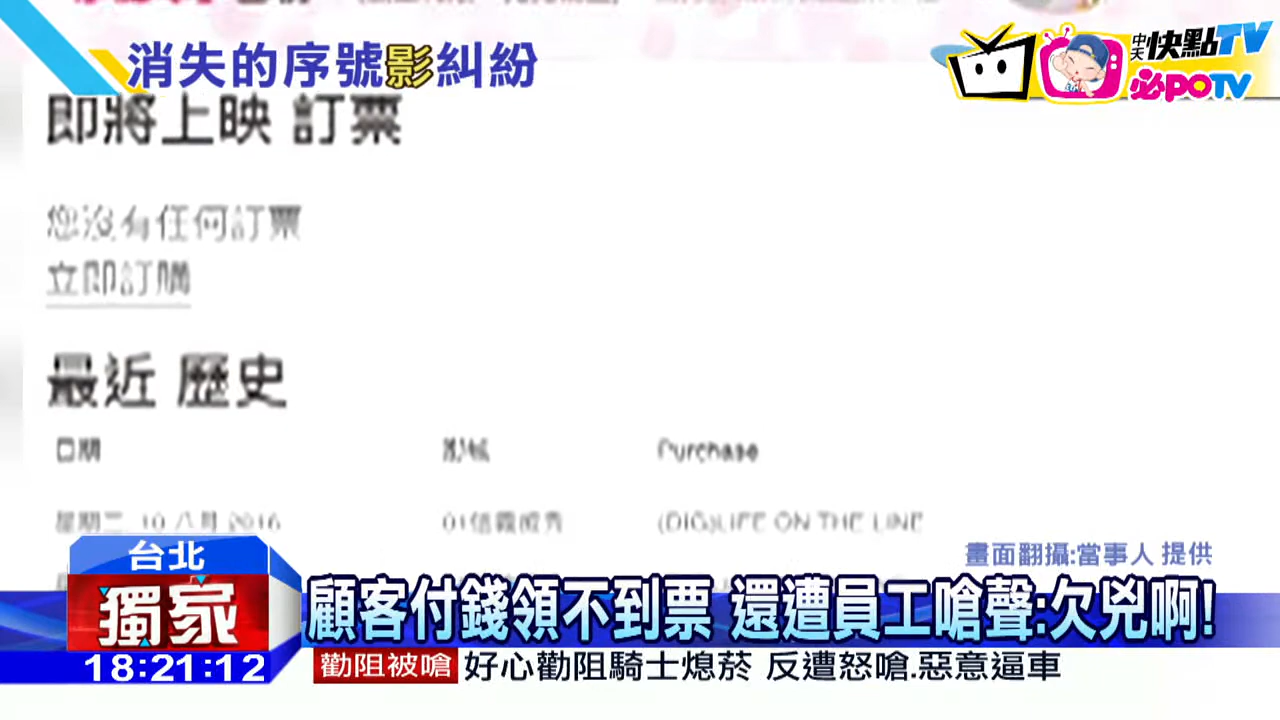 消失的序號影糾紛
中天快點TV
必POTV
即將上映 訂票
您沒有任何訂票
立即訂購
最近 歷史
日期 影城 Purchase
星期二, 10 八月 2016 01信義威秀 (DIG)LIFE ON THE LINE
畫面翻攝:當事人 提供
台北
獨家
顧客付錢領不到票 還遭員工嗆聲:欠兇啊!
18:21:12
勸阻被嗆 好心勸阻騎士熄菸 反遭怒嗆.惡意逼車